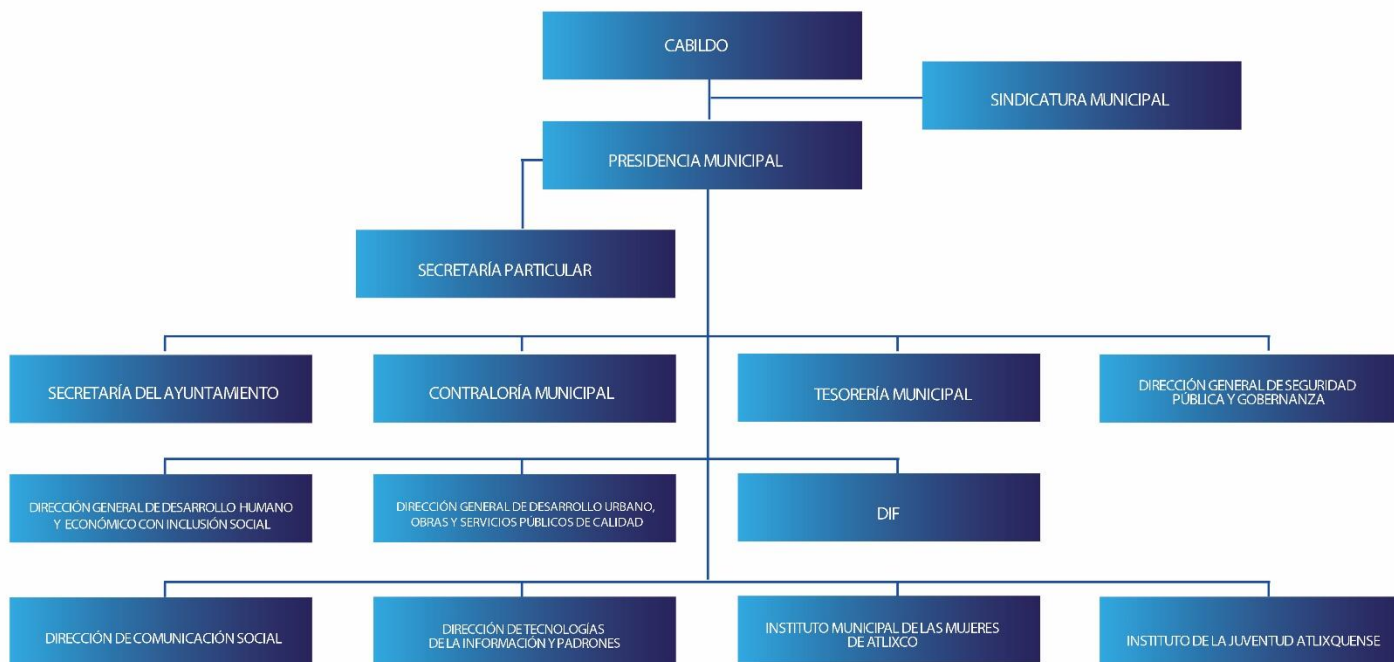 CABILDO
SINDICATURA MUNICIPAL
PRESIDENCIA MUNICIPAL
SECRETARÍA PARTICULAR
SECRETARÍA DEL AYUNTAMIENTO
CONTRALORÍA MUNICIPAL
TESORERÍA MUNICIPAL
DIRECCIÓN GENERAL DE SEGURIDAD
PÚBLICA Y GOBERNANZA
DIRECCIÓN GENERAL DE DESARROLLO HUMANO
Y ECONÓMICO CON INCLUSIÓN SOCIAL
DIRECCIÓN GENERAL DE DESARROLLO URBANO,
OBRAS Y SERVICIOS PÚBLICOS DE CALIDAD
DIF
DIRECCIÓN DE COMUNICACIÓN SOCIAL
DIRECCIÓN DE TECNOLOGÍAS
DE LA INFORMACIÓN Y PADRONES
INSTITUTO MUNICIPAL DE LAS MUJERES
DE ATLIXCO
INSTITUTO DE LA JUVENTUD ATLIXQUENSE